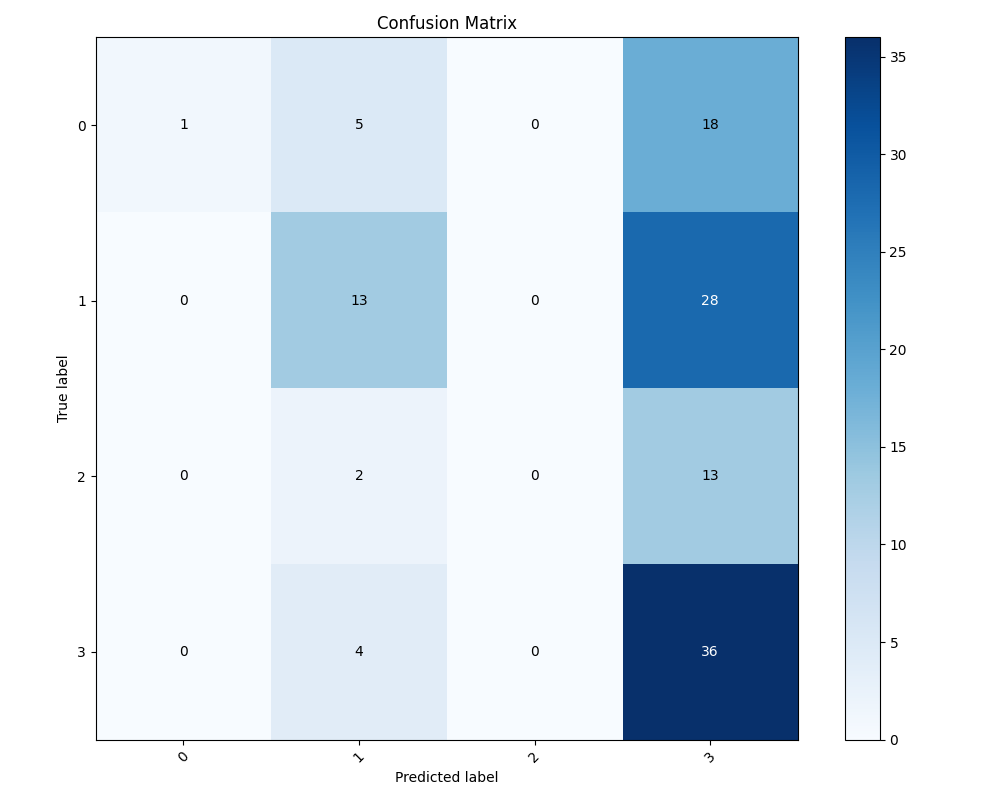 Confusion Matrix
True label
0 1 5 0 18
1 0 13 0 28
2 0 2 0 13
3 0 4 0 36
0 1 2 3
Predicted label
35
30
25
20
15
10
5
0